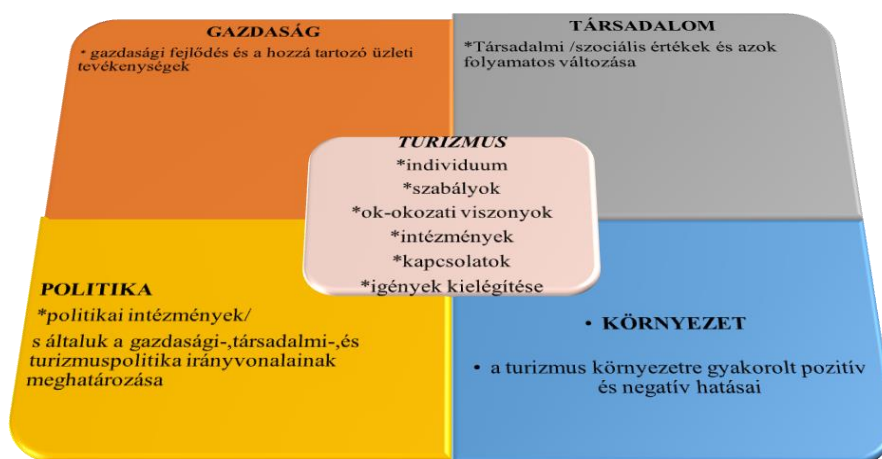 GAZDASÁG
• gazdasági fejlődés és a hozzá tartozó üzleti
tevékenységek
TÁRSADALOM
*Társadalmi /szociális értékek és azok
folyamatos változása
TURIZMUS
*individuum
*szabályok
*ok-okozati viszonyok
*intézmények
*kapcsolatok
*igények kielégítése
POLITIKA
*politikai intézmények/
s általuk a gazdasági-,társadalmi-,és
turizmuspolitika irányvonalainak
meghatározása
• KÖRNYEZET
• a turizmus környezetre gyakorolt pozitív
és negatív hatásai